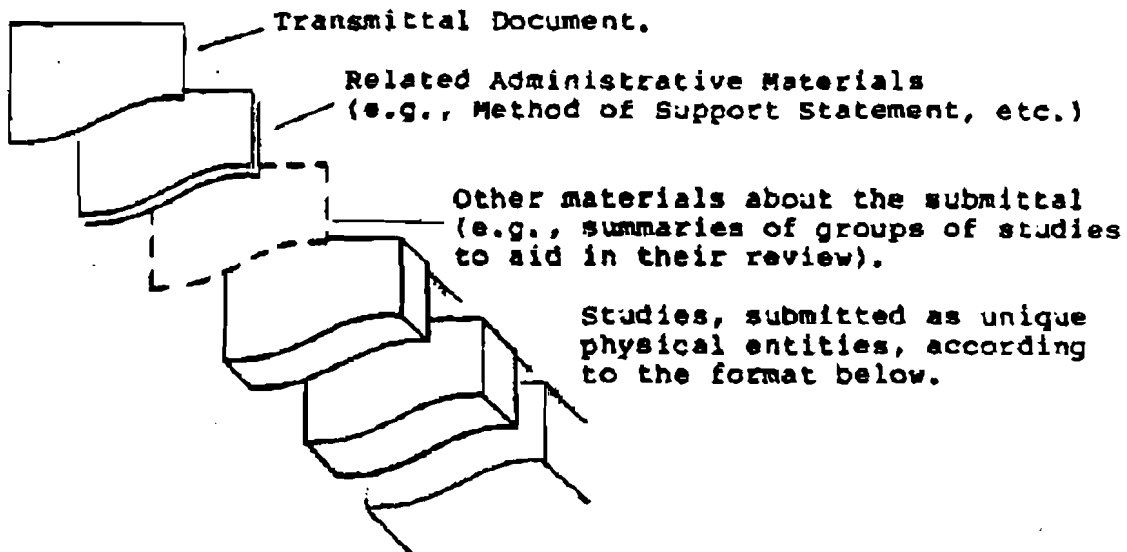 Transmittal Document.
Related Administrative Materials
(e.g., Method of Support Statement, etc.)
Other materials about the submittal
(e.g., summaries of groups of studies
to aid in their review).
Studies, submitted as unique
physical entities, according
to the format below.